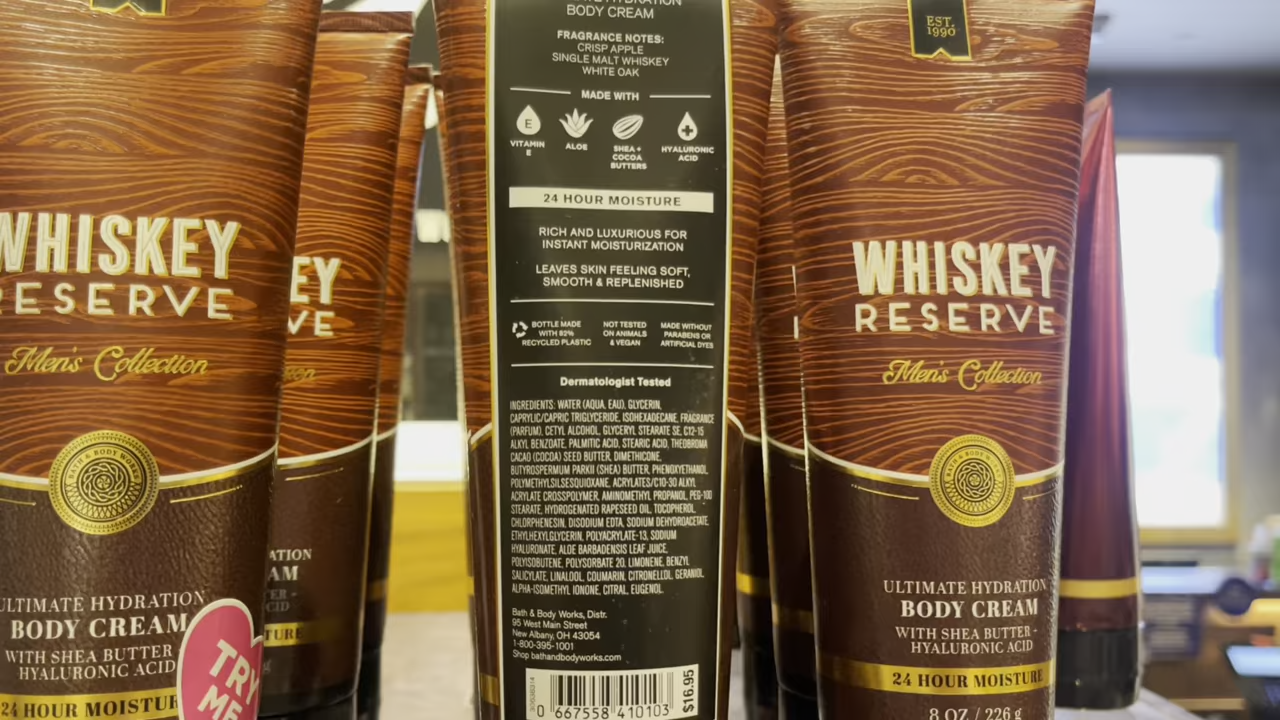 WHISKEY
RESERVE
Men's Collection
BATH & BODY WORKS
ULTIMATE HYDRATION
BODY CREAM
WITH SHEA BUTTER +
HYALURONIC ACID
24 HOUR MOISTURE
TRY
ME
EY
VE
ATION
AM
TURE
BODY CREAM
FRAGRANCE NOTES:
CRISP APPLE
SINGLE MALT WHISKEY
WHITE OAK
MADE WITH
E
VITAMIN
E
ALOE
SHEA +
COCOA
BUTTERS
HYALURONIC
ACID
24 HOUR MOISTURE
RICH AND LUXURIOUS FOR
INSTANT MOISTURIZATION
LEAVES SKIN FEELING SOFT,
SMOOTH & REPLENISHED
BOTTLE MADE
WITH 82%
RECYCLED PLASTIC
NOT TESTED
ON ANIMALS
& VEGAN
MADE WITHOUT
PARABENS OR
ARTIFICIAL DYES
Dermatologist Tested
INGREDIENTS: WATER (AQUA, EAU), GLYCERIN,
CAPRYLIC/CAPRIC TRIGLYCERIDE, ISOHEXADECANE, FRAGRANCE
(PARFUM), CETYL ALCOHOL, GLYCERYL STEARATE SE, C12-15
ALKYL BENZOATE, PALMITIC ACID, STEARIC ACID, THEOBROMA
CACAO (COCOA) SEED BUTTER, DIMETHICONE,
BUTYROSPERMUM PARKII (SHEA) BUTTER, PHENOXYETHANOL,
POLYMETHYLSILSESQUIOXANE, ACRYLATES/C10-30 ALKYL
ACRYLATE CROSSPOLYMER, AMINOMETHYL PROPANOL, PEG-100
STEARATE, HYDROGENATED RAPESEED OIL, TOCOPHEROL,
CHLORPHENESIN, DISODIUM EDTA, SODIUM DEHYDROACETATE,
ETHYLHEXYLGLYCERIN, POLYACRYLATE-13, SODIUM
HYALURONATE, ALOE BARBADENSIS LEAF JUICE,
POLYISOBUTENE, POLYSORBATE 20, LIMONENE, BENZYL
SALICYLATE, LINALOOL, COUMARIN, CITRONELLOL, GERANIOL,
ALPHA-ISOMETHYL IONONE, CITRAL, EUGENOL.
Bath & Body Works, Distr.
95 West Main Street
New Albany, OH 43054
1-800-395-1001
Shop bathandbodyworks.com
0 667558 410103
$16.95
EST.
1990
WHISKEY
RESERVE
Men's Collection
ULTIMATE HYDRATION
BODY CREAM
WITH SHEA BUTTER +
HYALURONIC ACID
24 HOUR MOISTURE
8 OZ / 226 g